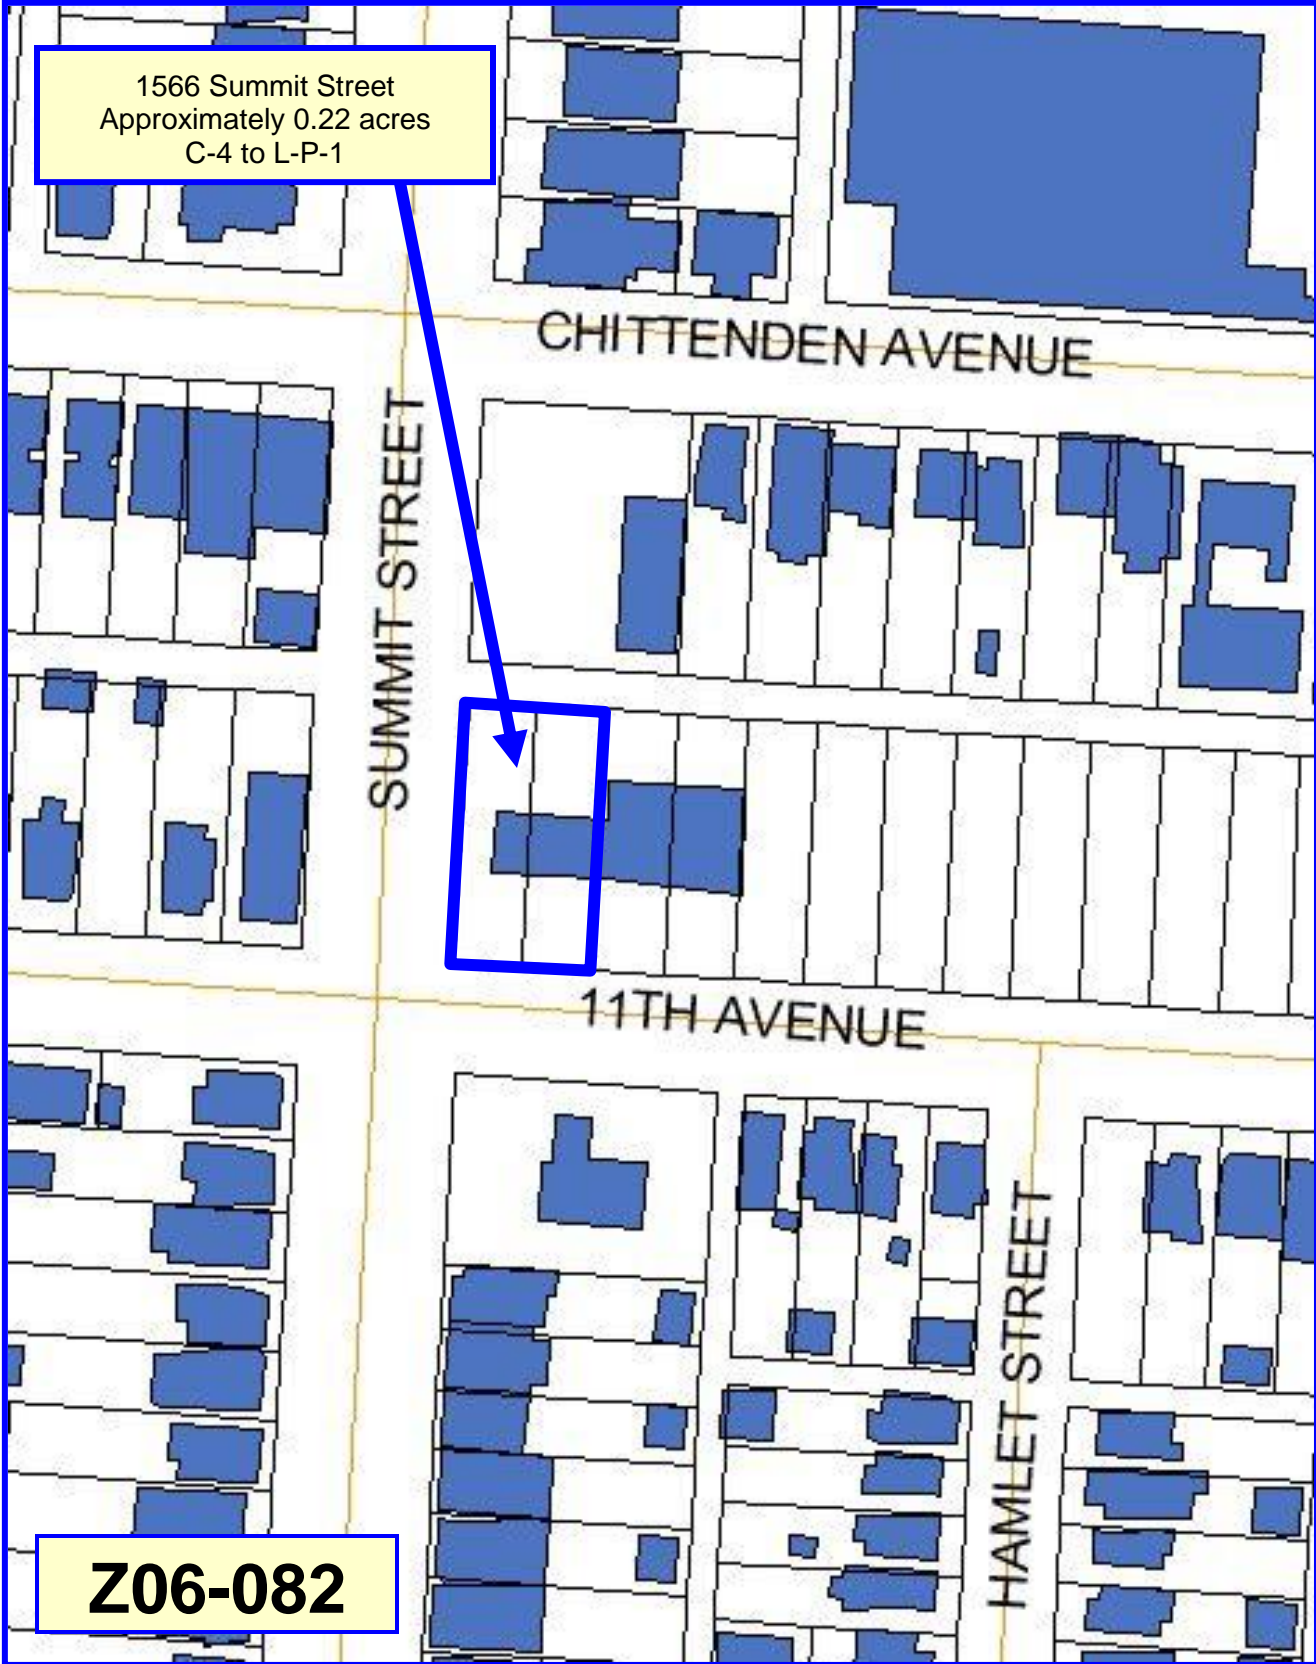 1566 Summit Street
Approximately 0.22 acres
C-4 to L-P-1
CHITTENDEN AVENUE
SUMMIT STREET
11TH AVENUE
HAMLET STREET
Z06-082